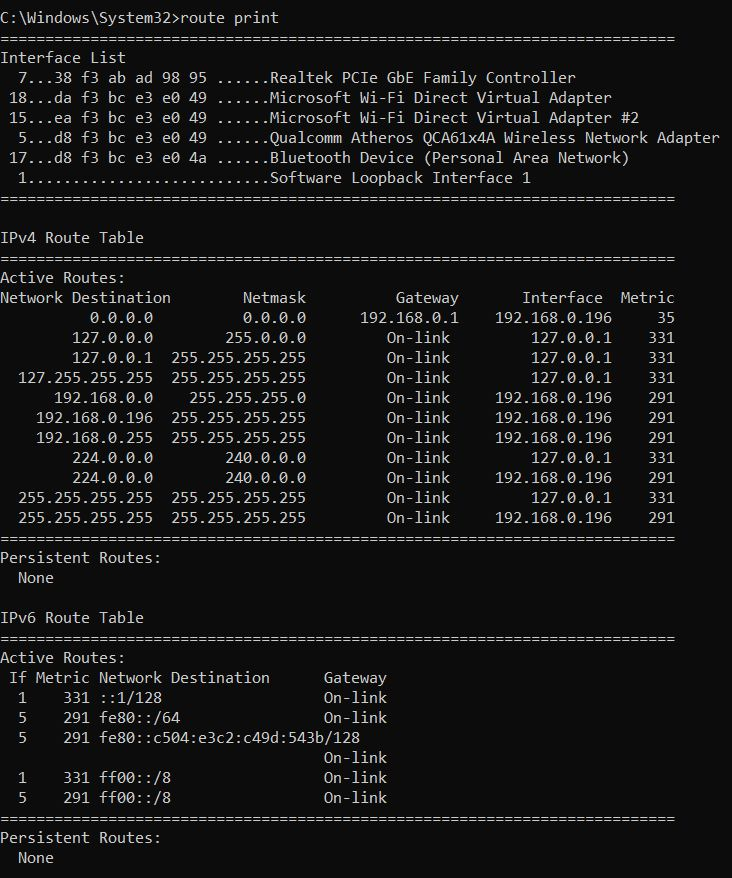 C:\Windows\System32>route print
===========================================================================
Interface List
  7...38 f3 ab ad 98 95 ......Realtek PCIe GbE Family Controller
 18...da f3 bc e3 e0 49 ......Microsoft Wi-Fi Direct Virtual Adapter
 15...ea f3 bc e3 e0 49 ......Microsoft Wi-Fi Direct Virtual Adapter #2
  5...d8 f3 bc e3 e0 49 ......Qualcomm Atheros QCA61x4A Wireless Network Adapter
 17...d8 f3 bc e3 e0 4a ......Bluetooth Device (Personal Area Network)
  1...........................Software Loopback Interface 1
===========================================================================

IPv4 Route Table
===========================================================================
Active Routes:
Network Destination        Netmask          Gateway       Interface  Metric
          0.0.0.0          0.0.0.0      192.168.0.1    192.168.0.196     35
        127.0.0.0        255.0.0.0         On-link         127.0.0.1    331
        127.0.0.1  255.255.255.255         On-link         127.0.0.1    331
  127.255.255.255  255.255.255.255         On-link         127.0.0.1    331
      192.168.0.0    255.255.255.0         On-link     192.168.0.196    291
    192.168.0.196  255.255.255.255         On-link     192.168.0.196    291
    192.168.0.255  255.255.255.255         On-link     192.168.0.196    291
        224.0.0.0        240.0.0.0         On-link         127.0.0.1    331
        224.0.0.0        240.0.0.0         On-link     192.168.0.196    291
  255.255.255.255  255.255.255.255         On-link         127.0.0.1    331
  255.255.255.255  255.255.255.255         On-link     192.168.0.196    291
===========================================================================
Persistent Routes:
  None

IPv6 Route Table
===========================================================================
Active Routes:
 If Metric Network Destination      Gateway
  1    331 ::1/128                  On-link
  5    291 fe80::/64                On-link
  5    291 fe80::c504:e3c2:c49d:543b/128
                                    On-link
  1    331 ff00::/8                 On-link
  5    291 ff00::/8                 On-link
===========================================================================
Persistent Routes:
  None